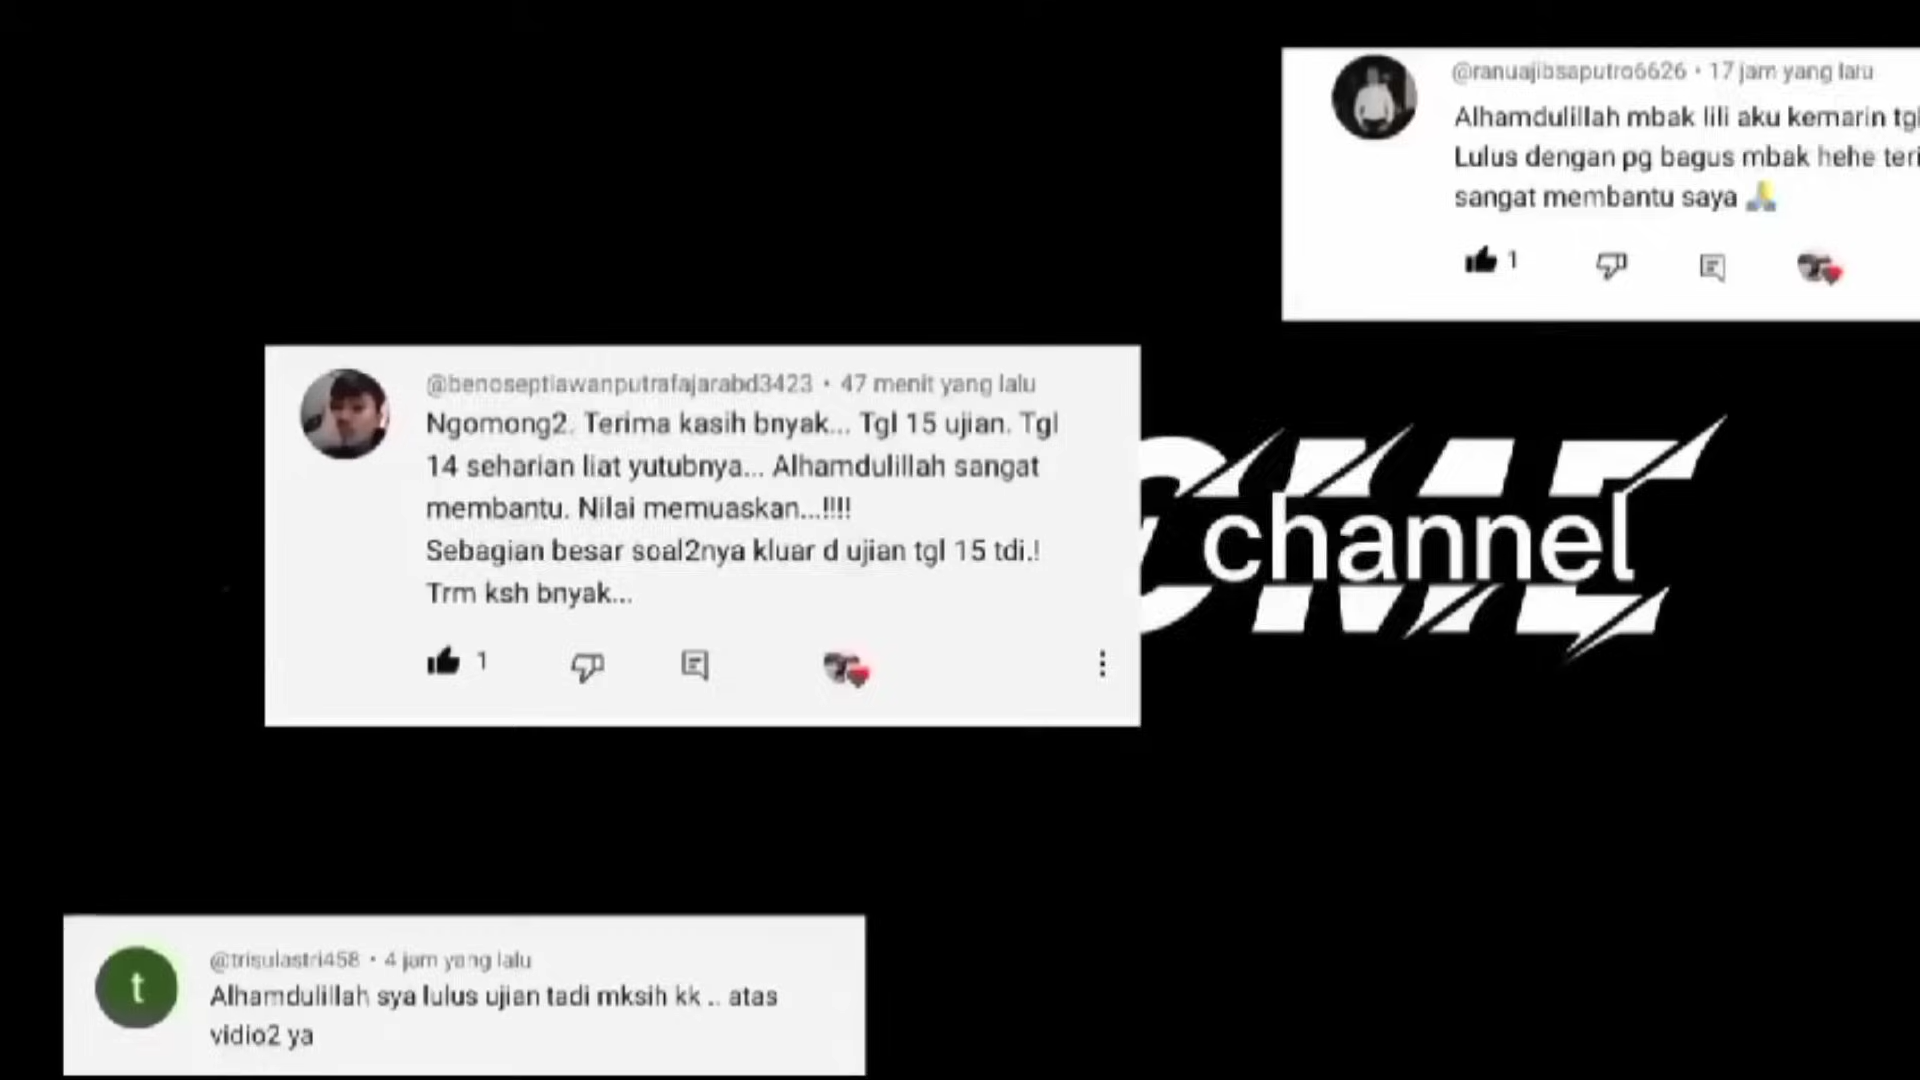 @ranuajibsaputro6626 • 17 jam yang lalu
Alhamdulillah mbak lili aku kemarin tgl
Lulus dengan pg bagus mbak hehe teri
sangat membantu saya 🙏
1
@benoseptiawanputrafajarabd3423 • 47 menit yang lalu
Ngomong2. Terima kasih bnyak... Tgl 15 ujian. Tgl
14 seharian liat yutubnya... Alhamdulillah sangat
membantu. Nilai memuaskan...!!!!
Sebagian besar soal2nya kluar d ujian tgl 15 tdi.!
Trm ksh bnyak...
1
channel
@trisulastri458 • 4 jam yang lalu
t
Alhamdulillah sya lulus ujian tadi mksih kk .. atas
vidio2 ya